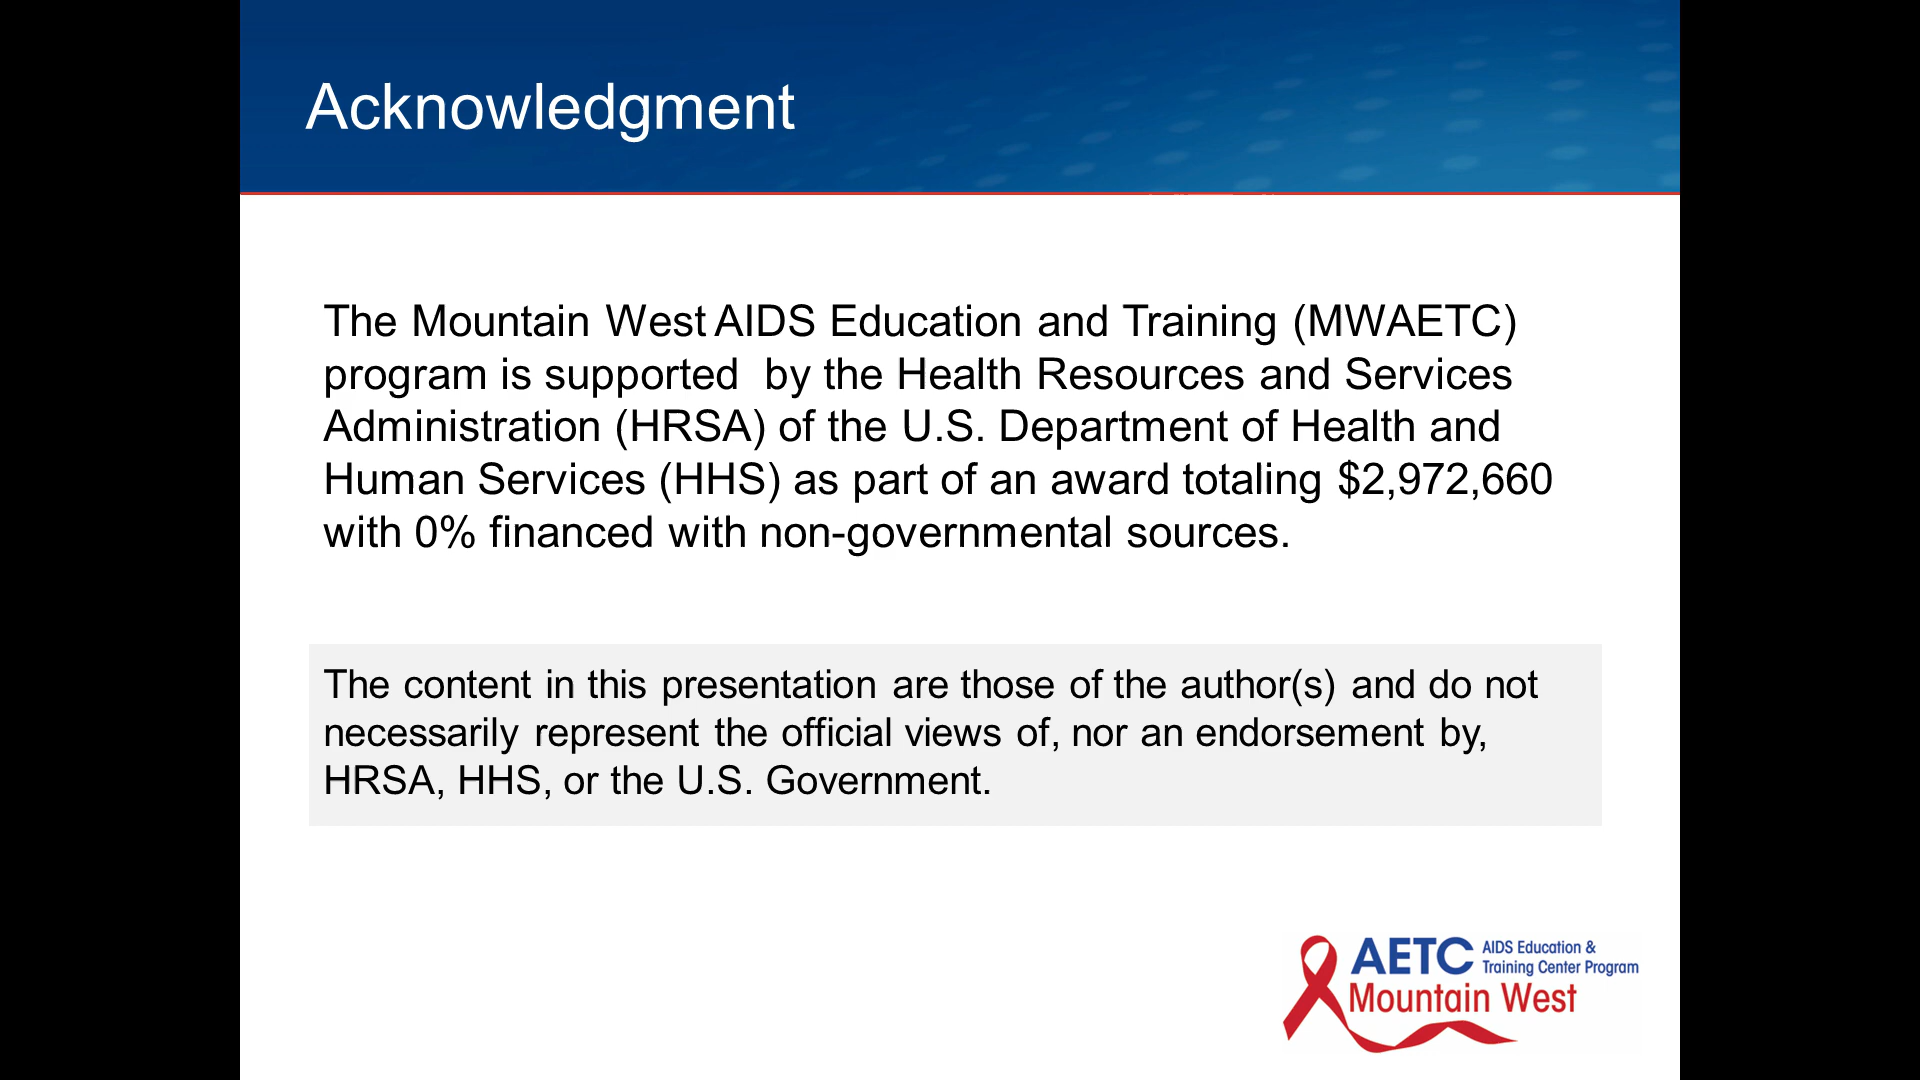 Acknowledgment
The Mountain West AIDS Education and Training (MWAETC)
program is supported  by the Health Resources and Services
Administration (HRSA) of the U.S. Department of Health and
Human Services (HHS) as part of an award totaling $2,972,660
with 0% financed with non-governmental sources.
The content in this presentation are those of the author(s) and do not
necessarily represent the official views of, nor an endorsement by,
HRSA, HHS, or the U.S. Government.
AETC AIDS Education &
Training Center Program
Mountain West